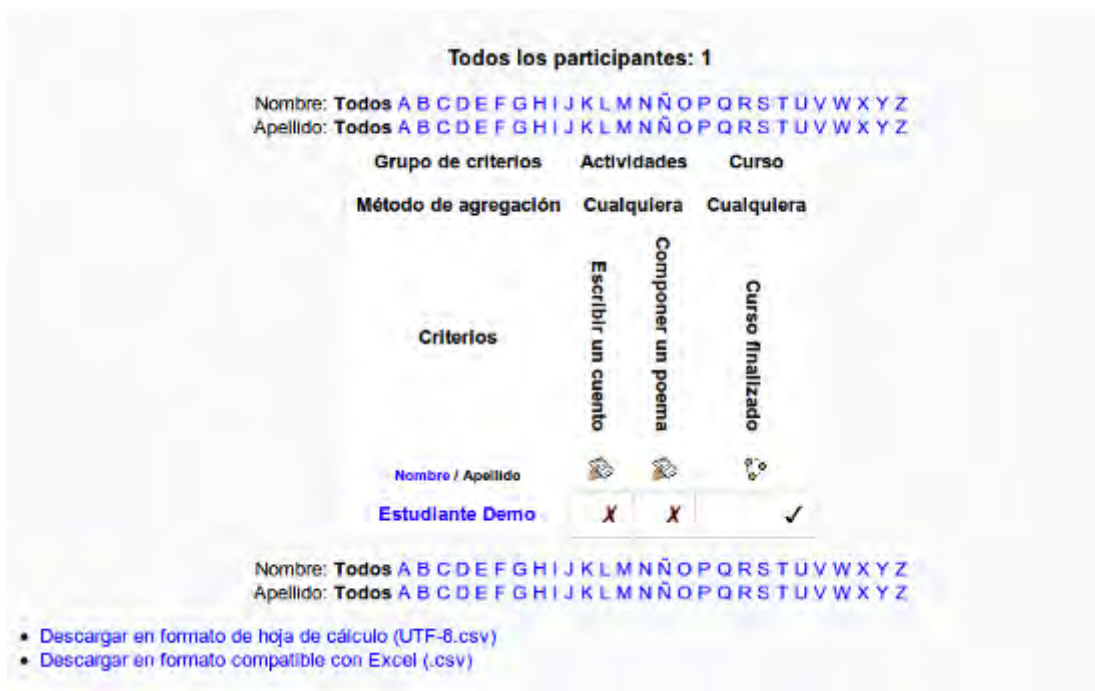 Todos los participantes: 1
Nombre: Todos A B C D E F G H I J K L M N Ñ O P Q R S T U V W X Y Z
Apellido: Todos A B C D E F G H I J K L M N Ñ O P Q R S T U V W X Y Z
Grupo de criterios Actividades Curso
Método de agregación Cualquiera Cualquiera
Criterios
Escribir un cuento
Componer un poema
Curso finalizado
Nombre / Apellido
Estudiante Demo ✗ ✗ ✓
Nombre: Todos A B C D E F G H I J K L M N Ñ O P Q R S T U V W X Y Z
Apellido: Todos A B C D E F G H I J K L M N Ñ O P Q R S T U V W X Y Z
• Descargar en formato de hoja de cálculo (UTF-8.csv)
• Descargar en formato compatible con Excel (.csv)